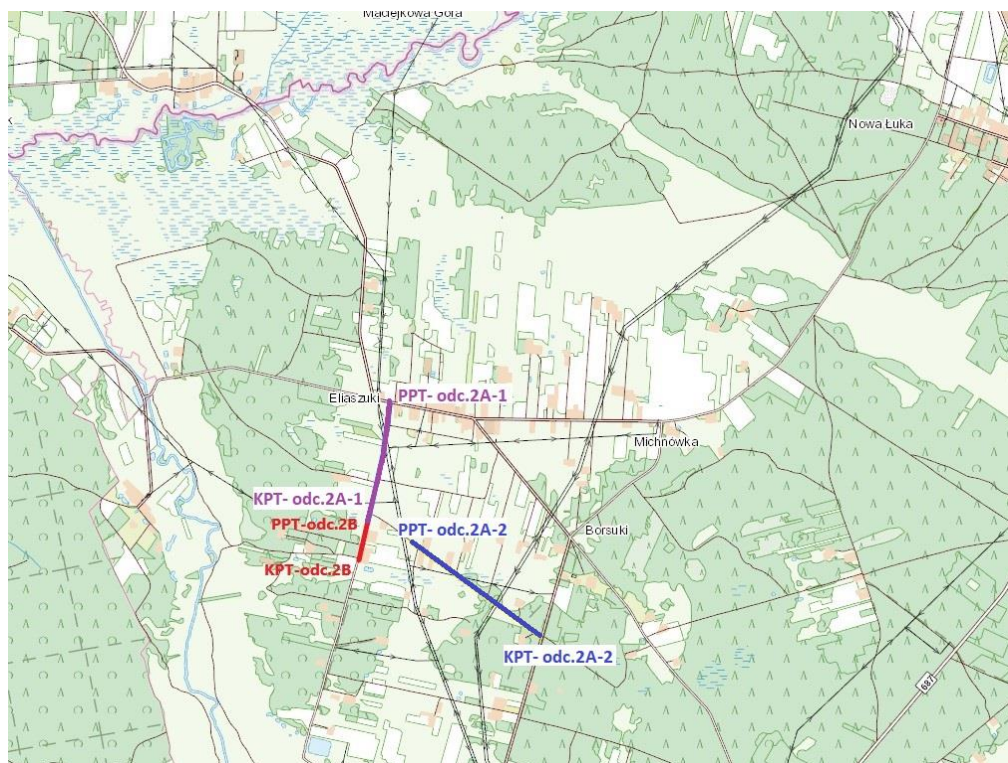 Maciejkowa Góra
Nowa Łuka
Eliaszuki
PPT- odc.2A-1
Michnówka
KPT- odc.2A-1
PPT-odc.2B
PPT- odc.2A-2
Borsuki
KPT-odc.2B
KPT- odc.2A-2
687